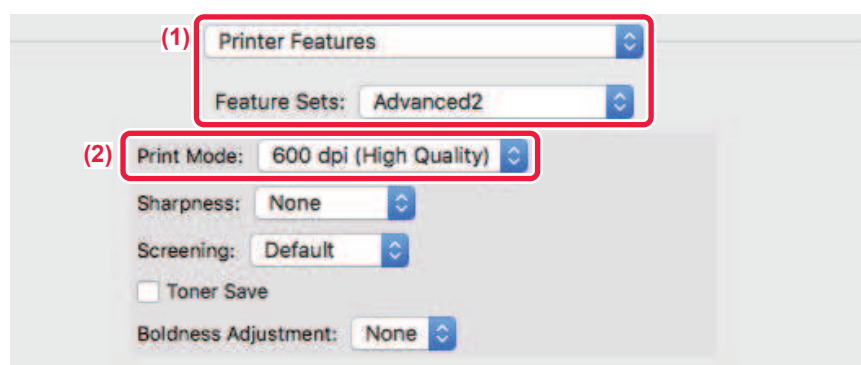 (1) Printer Features
Feature Sets: Advanced2
(2) Print Mode: 600 dpi (High Quality)
Sharpness: None
Screening: Default
Toner Save
Boldness Adjustment: None